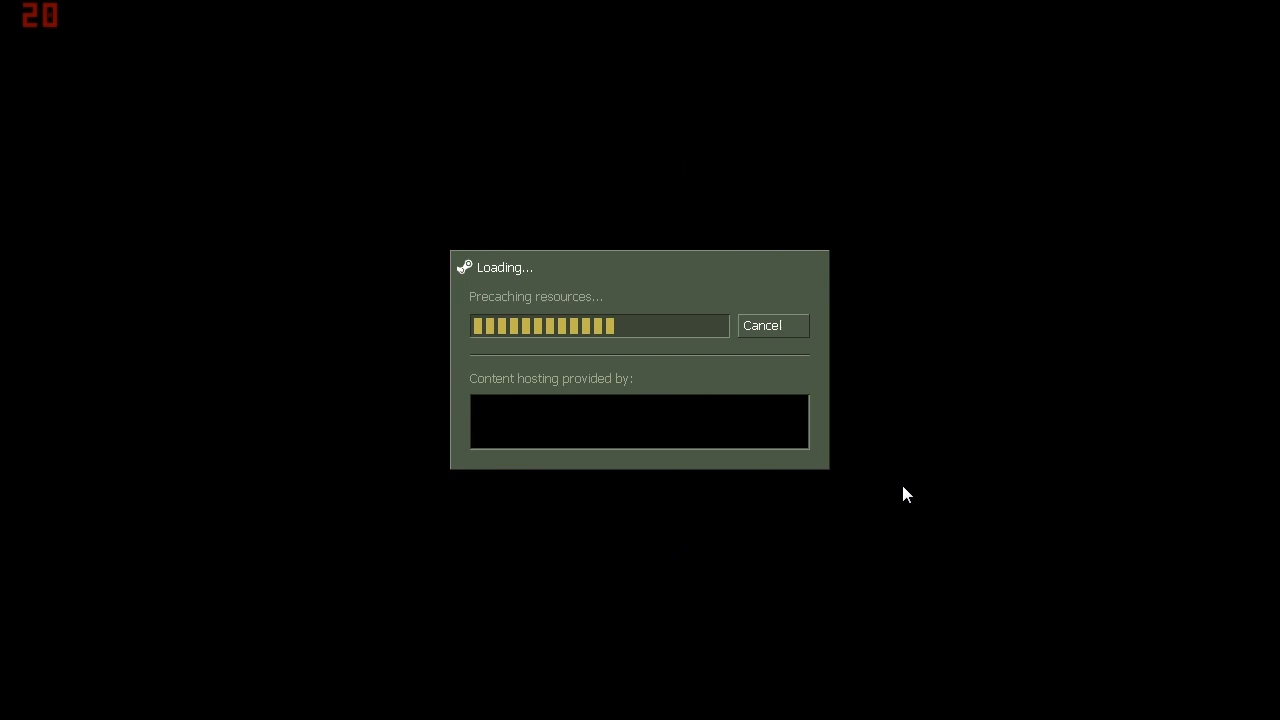 20
Loading...
Precaching resources...
Cancel
Content hosting provided by: